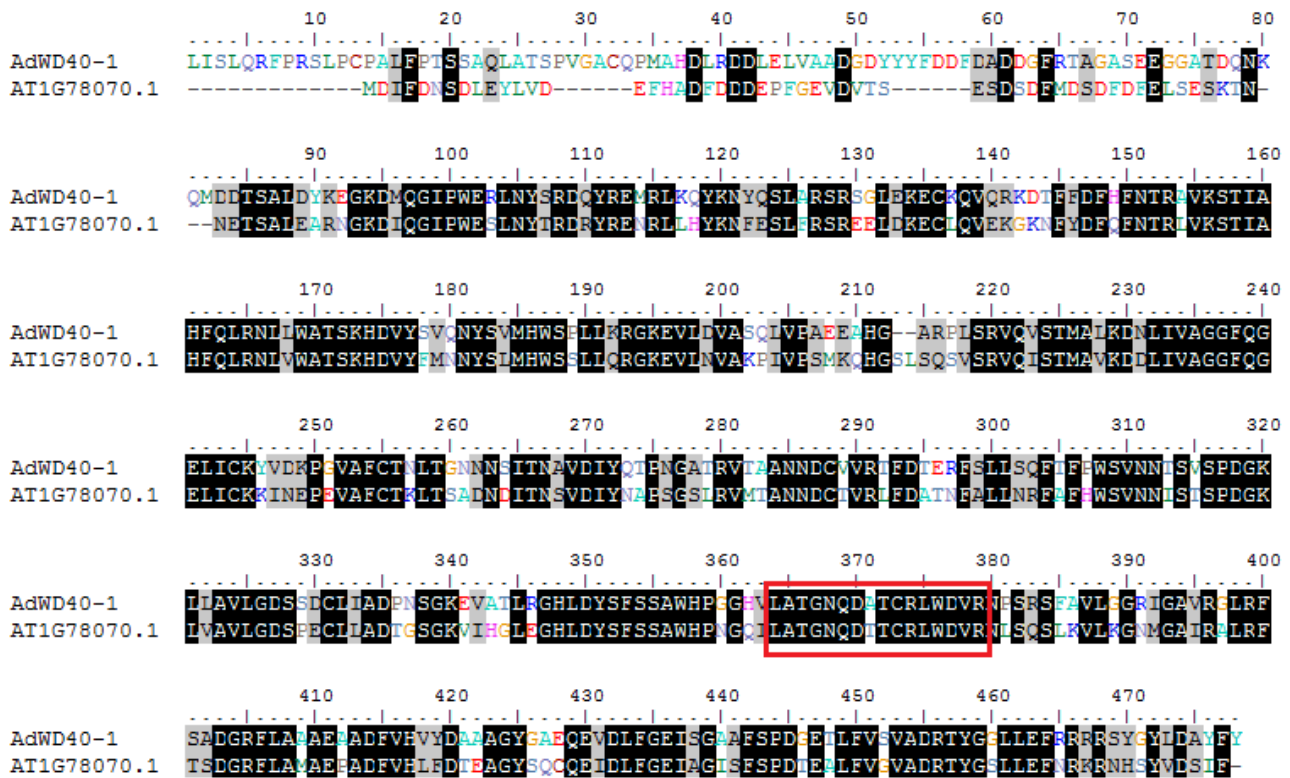 10 20 30 40 50 60 70 80
AdWD40-1 LISLQRFPRSLPCPALFPTSSAQLATSPVGACQPMAHDLRDDLELVAADGDYYYFDDFDADDGFRTAGASEEGGATDQNK
AT1G78070.1 -------------MDIFDNSDLEYLVD------EFHADFDDDEPFGEVDVTS------ESDSDFMDSDFDFELSESKTN-
90 100 110 120 130 140 150 160
AdWD40-1 QMDDTSALDYKEGKDMQGIPWERLNYSRDQYREMRLKQYKNYQSLARSRSGLEKECKQVQRKDTFFDFHFNTRAVKSTIA
AT1G78070.1 --NETSALEARNGKDIQGIPWESLNYTRDRYRENRLLHYKNFESLFRSREELDKECLQVEKGKNFYDFQFNTRLVKSTIA
170 180 190 200 210 220 230 240
AdWD40-1 HFQLRNLLWATSKHDVYSVQNYSVMHWSPLLKRGKEVLDVASQLVPAEEAHG--ARPLSRVQVSTMALKDNLIVAGGFQG
AT1G78070.1 HFQLRNLVWATSKHDVYFMNNYSLMHWSSLLQRGKEVLNVAKPIVPSMKQHGSLSQSVSRVQISTMAVKDDLIVAGGFQG
250 260 270 280 290 300 310 320
AdWD40-1 ELICKYVDKPGVAFCTNLTGNNNSITNAVDIYQTPNGATRVTAANNDCVVRTFDTERFSLLSQFTFPWSVNNTSVSPDGK
AT1G78070.1 ELICKKINEPEVAFCTKLTSADNDITNSVDIYNAPSGSLRVMTANNDCTVRLFDATNFALLNRFAFHWSVNNISTSPDGK
330 340 350 360 370 380 390 400
AdWD40-1 LLAVLGDSSDCLIADPNSGKEVATLRGHLDYSFSSAWHPGGHVLATGNQDATCRLWDVRNPSRSFAVLGGRIGAVRGLRF
AT1G78070.1 LVAVLGDSPECLLADTGSGKVIHGLEGHLDYSFSSAWHPNGQILATGNQDTTCRLWDVRNLSQSLKVLKGNMGAIRALRF
410 420 430 440 450 460 470
AdWD40-1 SADGRFLAAAEAADFVHVYDAAAGYGAEQEVDLFGEISGAAFSPDGETLFVSVADRTYGGLLEFRRRRSYGYLDAYFY
AT1G78070.1 TSDGRFLAMAEPADFVHLFDTEAGYSQCQEIDLFGEIAGISFSPDTEALFVGVADRTYGSLLEFNRKRNHSYVDSIF-